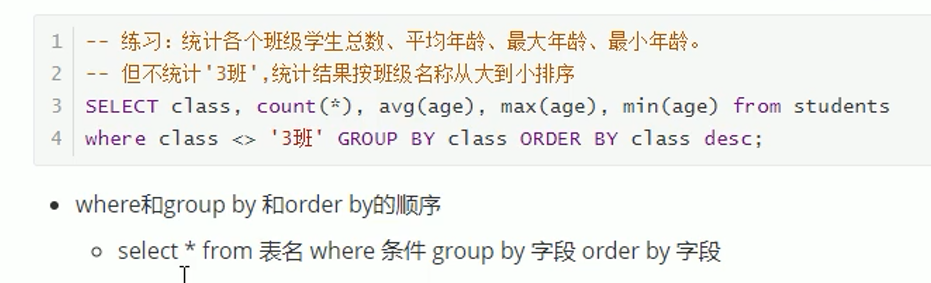 1 -- 练习：统计各个班级学生总数、平均年龄、最大年龄、最小年龄。
2 -- 但不统计'3班',统计结果按班级名称从大到小排序
3 SELECT class, count(*), avg(age), max(age), min(age) from students
4 where class <> '3班' GROUP BY class ORDER BY class desc;
• where和group by 和order by的顺序
○ select * from 表名 where 条件 group by 字段 order by 字段